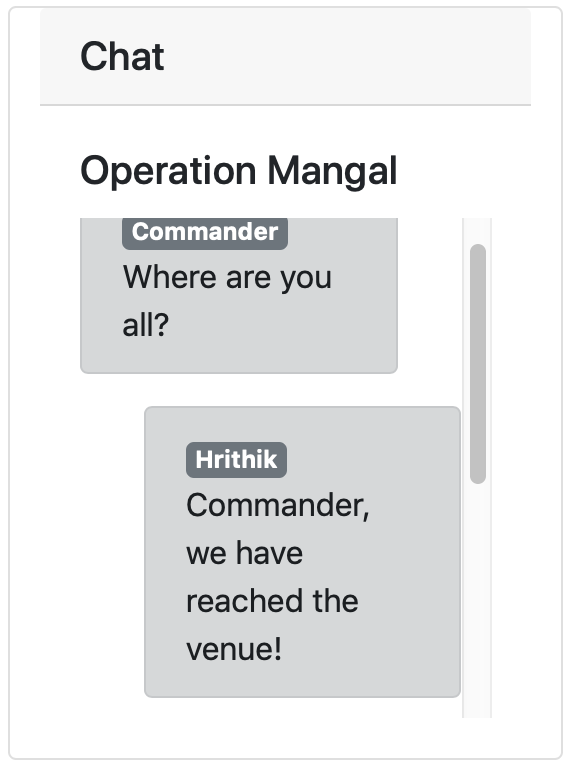 Chat
Operation Mangal
Commander
Where are you
all?
Hrithik
Commander,
we have
reached the
venue!